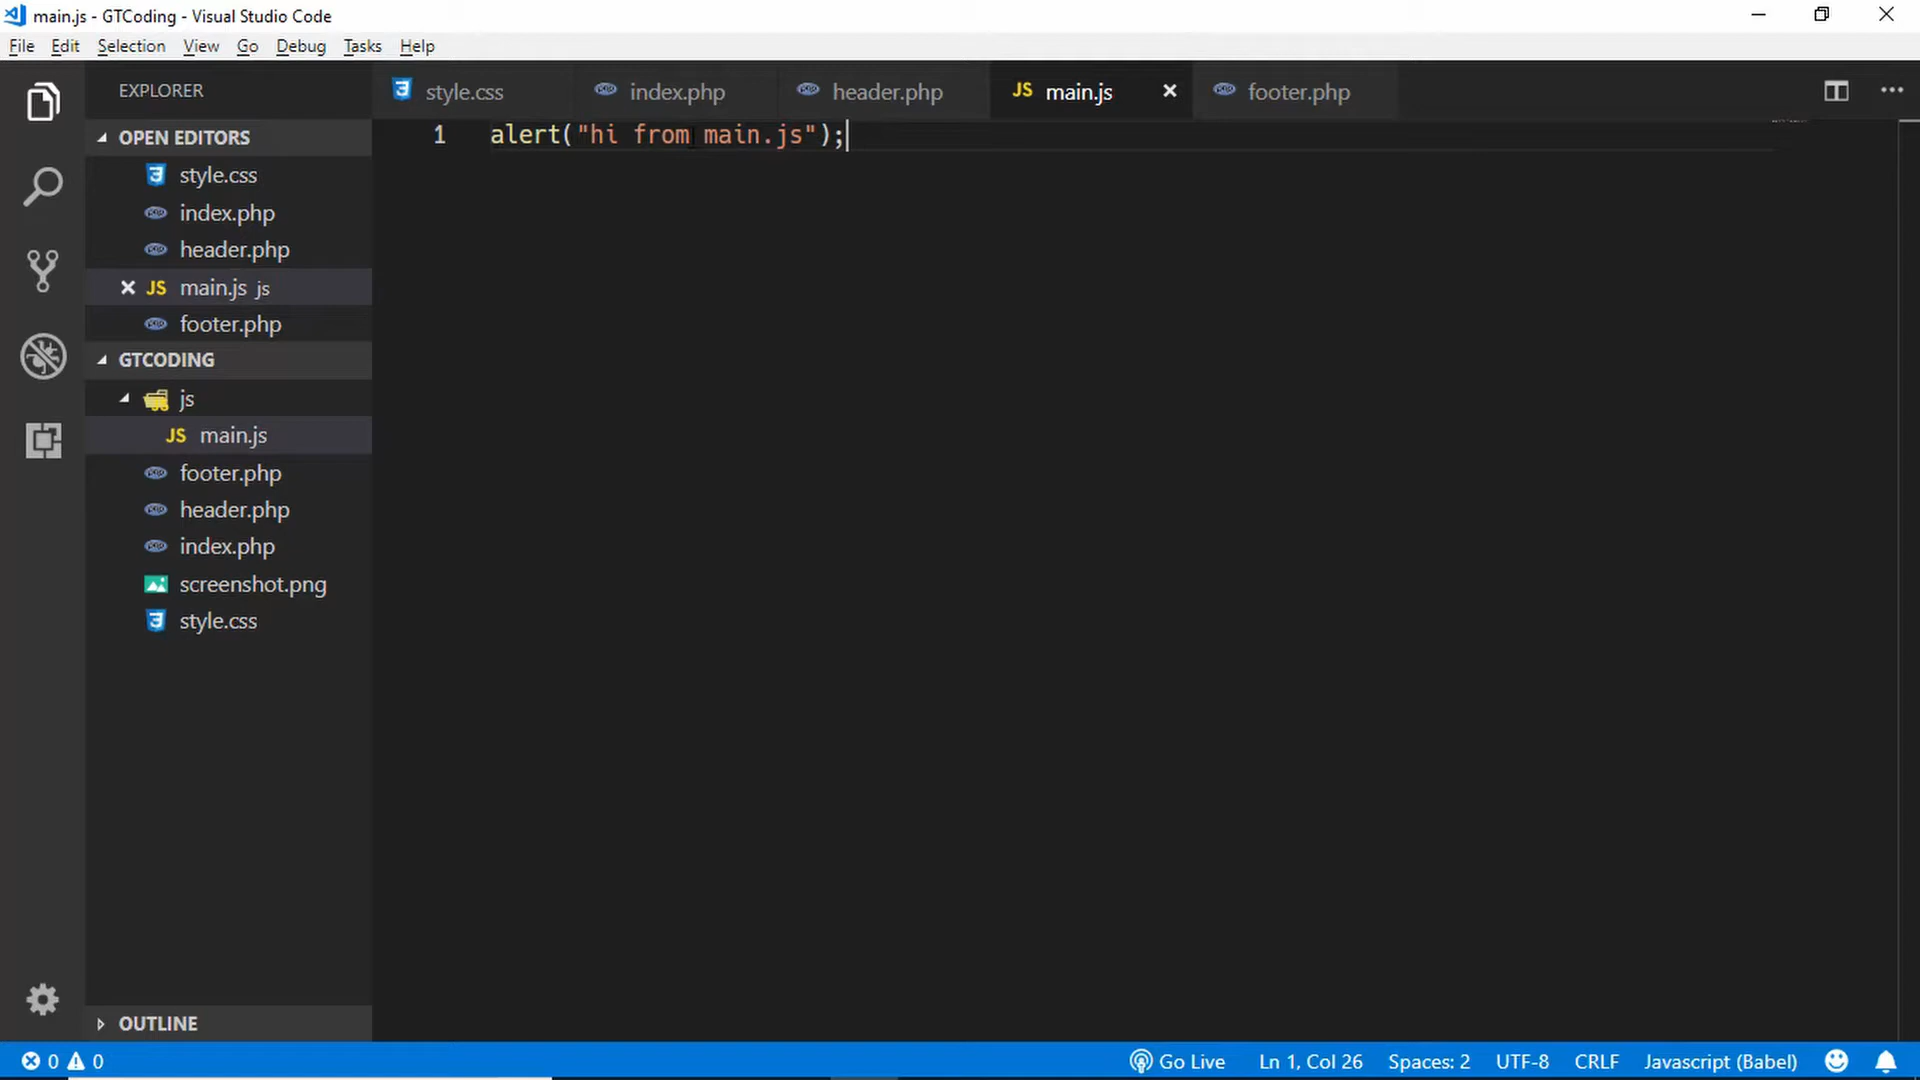 main.js - GTCoding - Visual Studio Code
File Edit Selection View Go Debug Tasks Help
EXPLORER
style.css index.php header.php JS main.js footer.php
OPEN EDITORS
style.css
index.php
header.php
JS main.js js
footer.php
GTCODING
js
JS main.js
footer.php
header.php
index.php
screenshot.png
style.css
OUTLINE
1 alert("hi from main.js");
0 0 Go Live Ln 1, Col 26 Spaces: 2 UTF-8 CRLF Javascript (Babel)